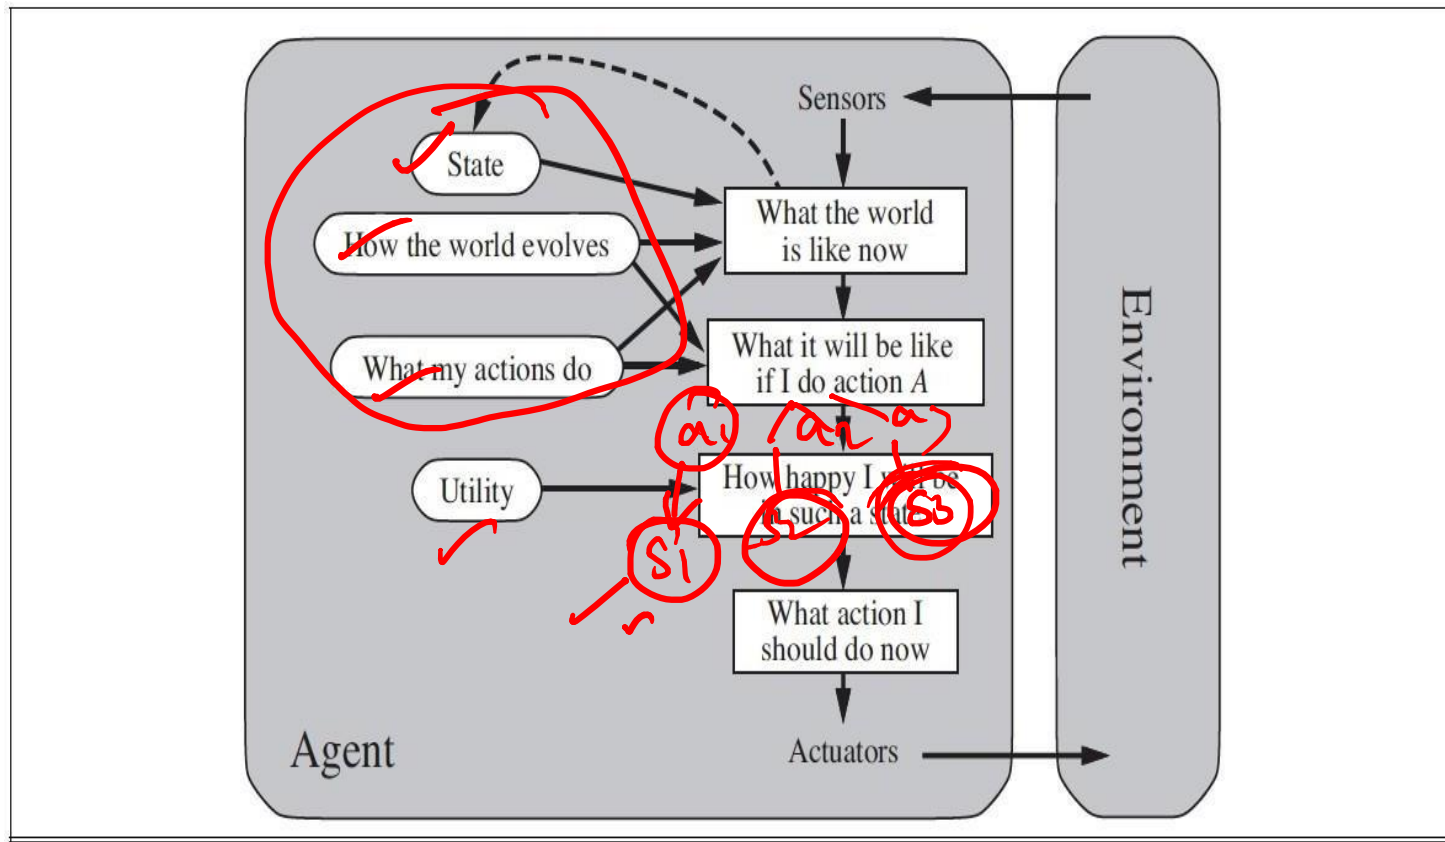 Sensors
State
What the world
is like now
How the world evolves
What it will be like
if I do action A
What my actions do
a1
a2
How happy I will be
in such a state
Utility
S1
S2
S3
What action I
should do now
Agent
Actuators
Environment